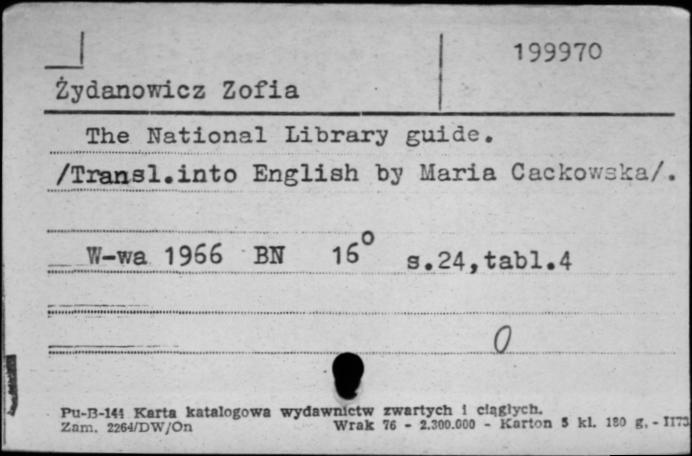 199970
Żydanowicz Zofia
The National Library guide.
/Transl.into English by Maria Cackowska/.
W-wa 1966 BN 16° s.24,tabl.4
0
Pu-B-144 Karta katalogowa wydawnictw zwartych i ciągłych.
Zam. 2264/DW/On Wrak 76 - 2.300.000 - Karton 5 kl. 180 g. - II73